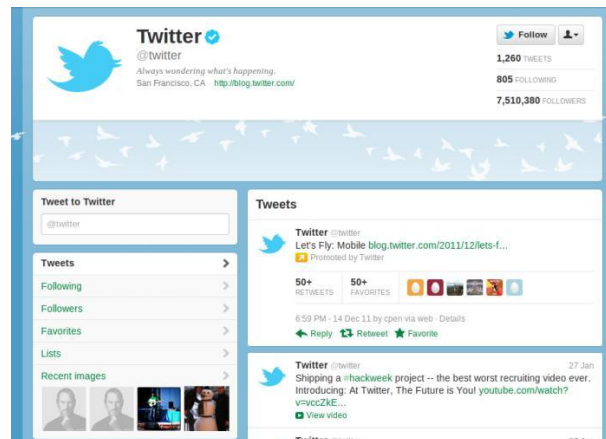 Twitter
@twitter
Always wondering what's happening.
San Francisco, CA http://blog.twitter.com/
Follow
1,260 TWEETS
805 FOLLOWING
7,510,380 FOLLOWERS
Tweet to Twitter
@twitter
Tweets
Following
Followers
Favorites
Lists
Recent images
Tweets
Twitter @twitter
Let's Fly: Mobile blog.twitter.com/2011/12/lets-f…
Promoted by Twitter
50+ 50+
RETWEETS FAVORITES
6:59 PM - 14 Dec 11 by cpen via web · Details
Reply Retweet Favorite
Twitter @twitter 27 Jan
Shipping a #hackweek project -- the best worst recruiting video ever.
Introducing: At Twitter, The Future is You! youtube.com/watch?
v=vccZkE…
View video